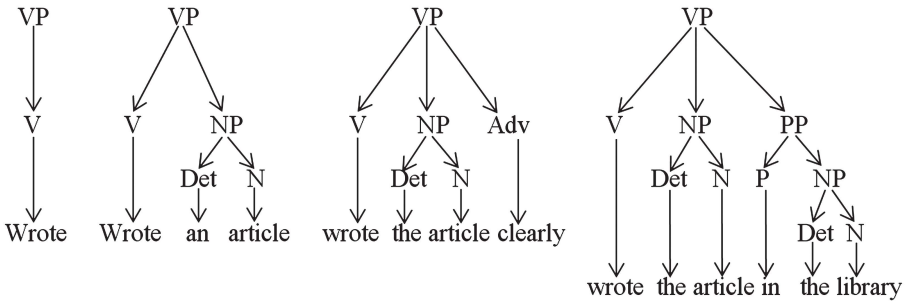 VP VP VP VP
V V NP V NP Adv V NP PP
Det N Det N Det N P NP
Wrote Wrote an article wrote the article clearly Det N
wrote the article in the library